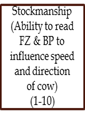 Stockmanship
(Ability to read
FZ & BP to
influence speed
and direction
of cow)
(1-10)